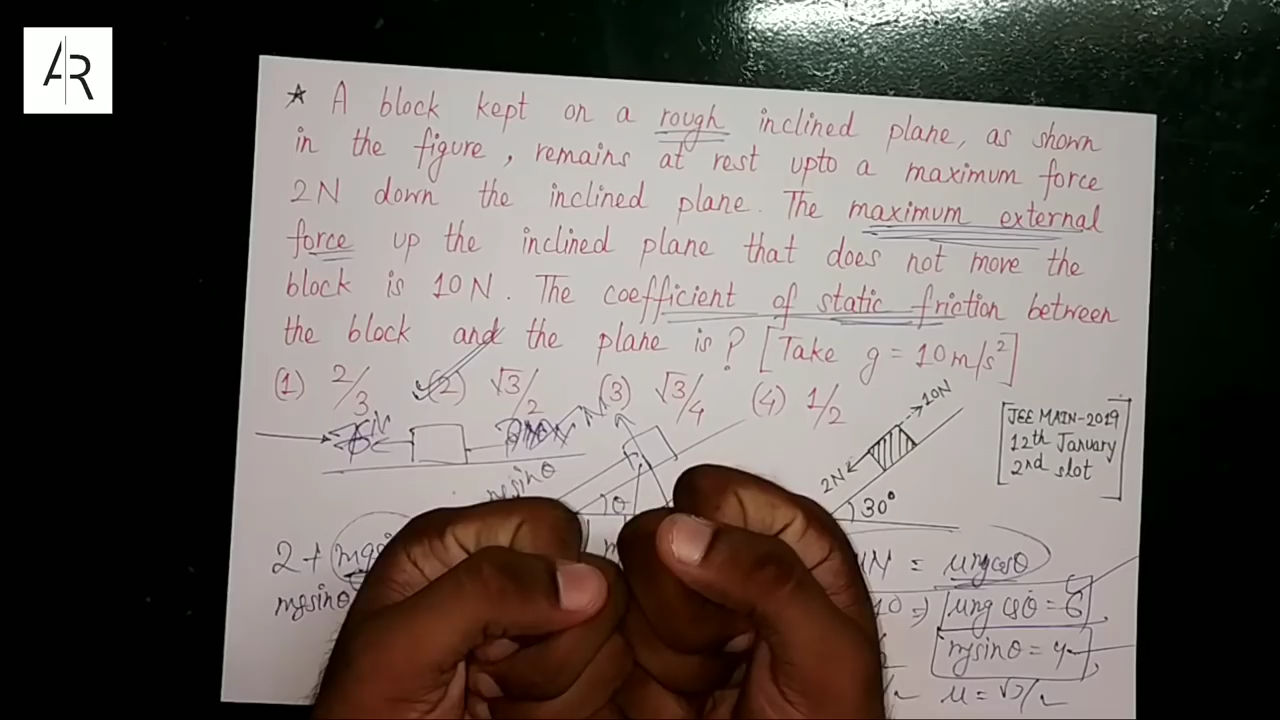 AR
★ A block kept on a rough inclined plane, as shown
in the figure, remains at rest upto a maximum force
2N down the inclined plane. The maximum external
force up the inclined plane that does not move the
block is 10N. The coefficient of static friction between
the block and the plane is? [Take g = 10m/s²]
(1) 2/3 (2) √3/2 (3) √3/4 (4) 1/2
10N
2N
30°
[JEE MAIN-2019
12th January
2nd slot]
N
θ
mgsinθ
2 +
mgsinθ
= μmgcosθ
μmg cosθ = 6
mgsinθ = 4
μ = √3/2